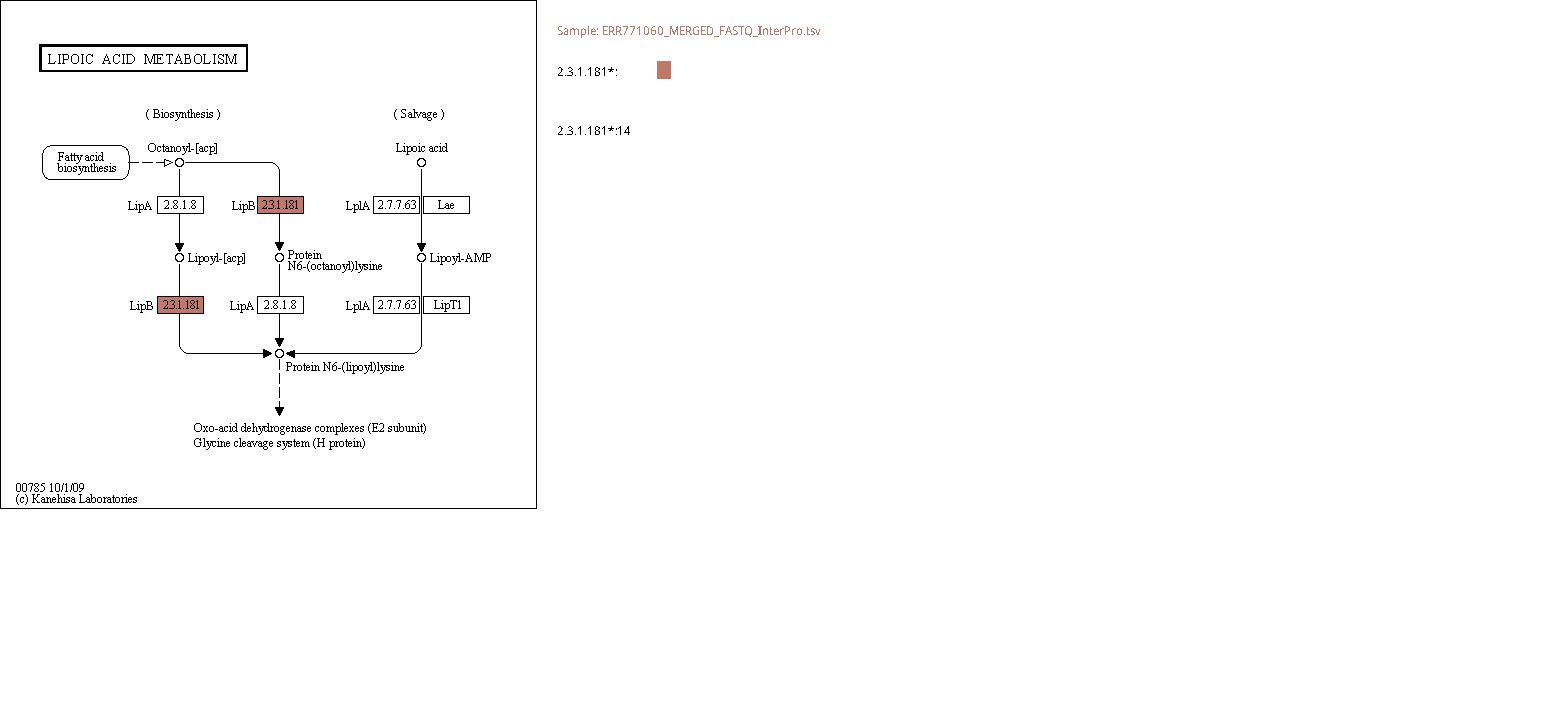 LIPOIC ACID METABOLISM
( Biosynthesis )
( Salvage )
Fatty acid
biosynthesis
Octanoyl-[acp]
Lipoic acid
LipA 2.8.1.8
LipB 2.3.1.181
LplA 2.7.7.63 Lae
Lipoyl-[acp]
Protein
N6-(octanoyl)lysine
Lipoyl-AMP
LipB 2.3.1.181
LipA 2.8.1.8
LplA 2.7.7.63 LipT1
Protein N6-(lipoyl)lysine
Oxo-acid dehydrogenase complexes (E2 subunit)
Glycine cleavage system (H protein)
00785 10/1/09
(c) Kanehisa Laboratories
Sample: ERR771060_MERGED_FASTQ_InterPro.tsv
2.3.1.181*:
2.3.1.181*:14